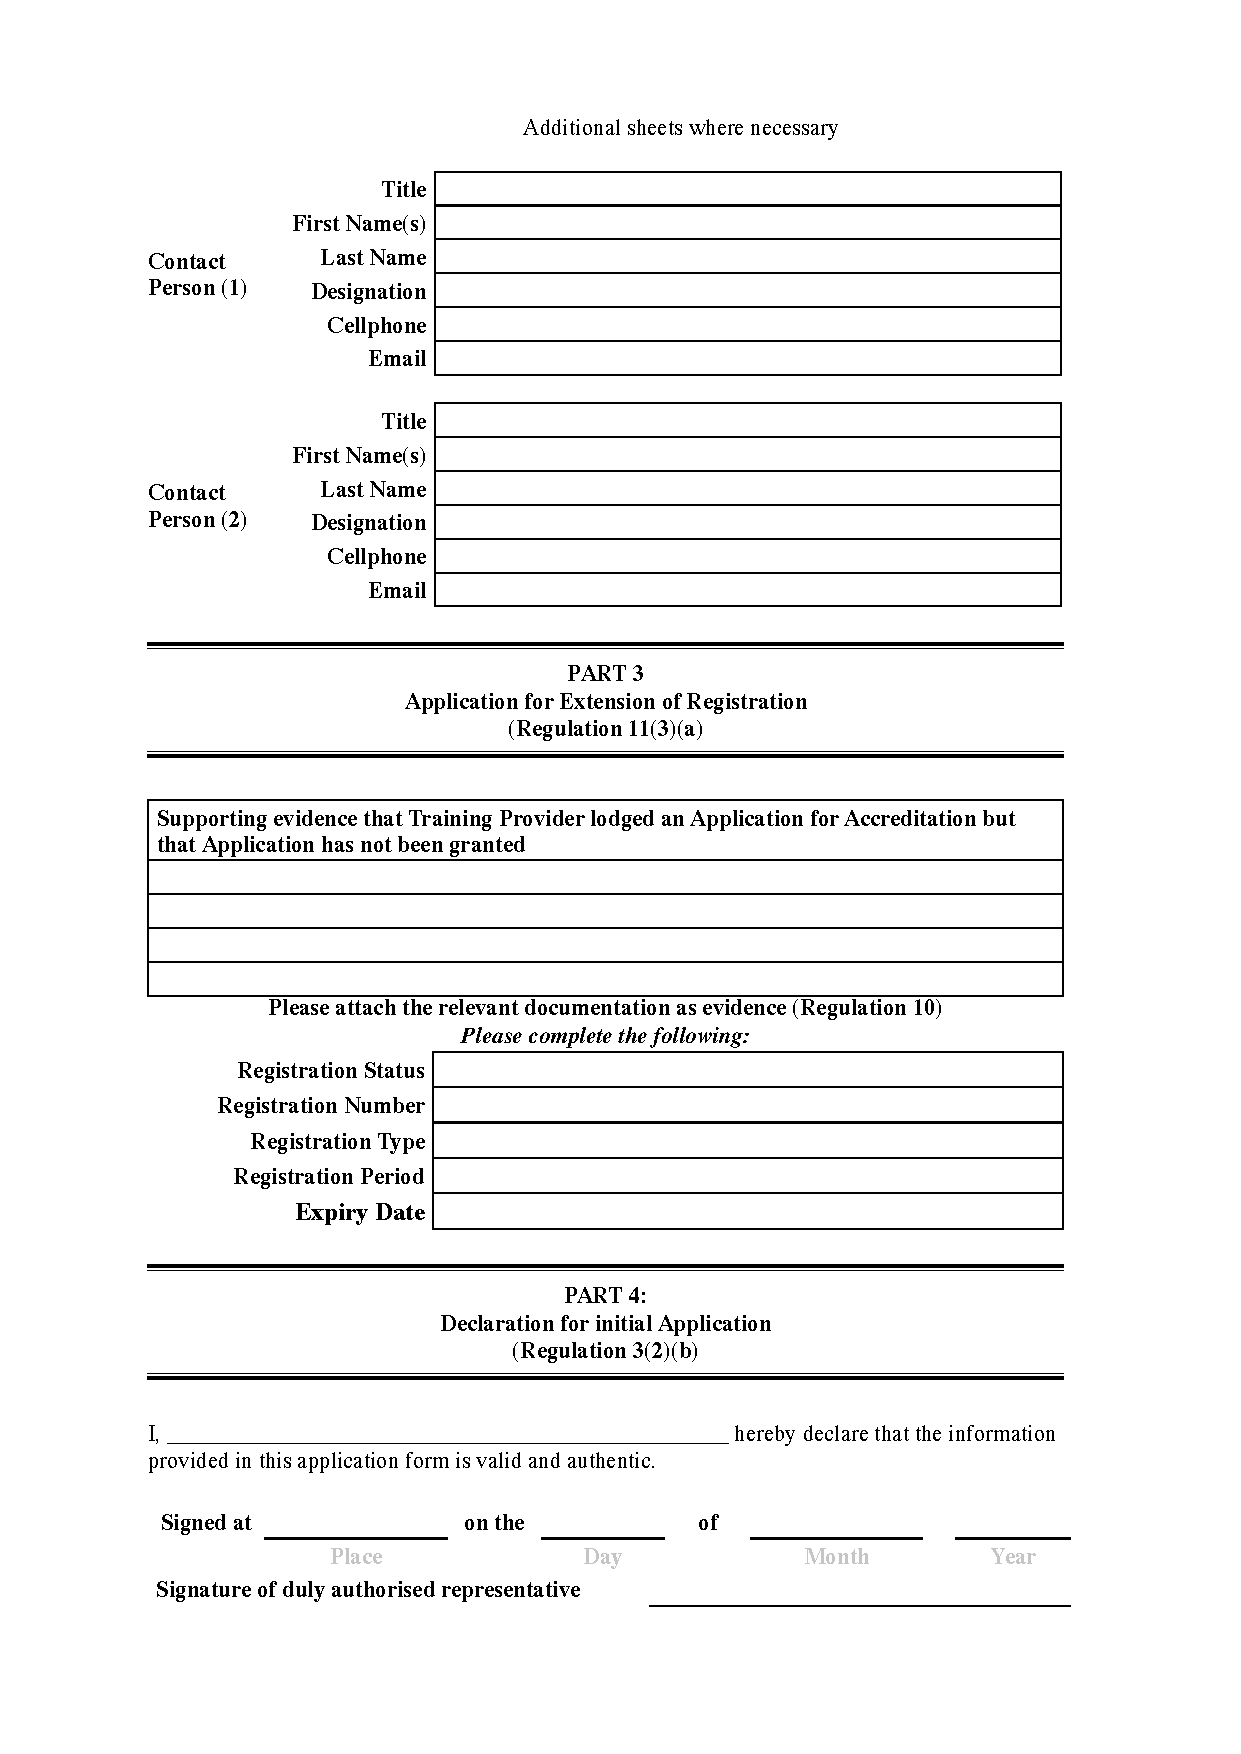 Additional sheets where necessary
Title
First Name(s)
Contact Person (1)
Last Name
Designation
Cellphone
Email
Title
First Name(s)
Contact Person (2)
Last Name
Designation
Cellphone
Email
PART 3
Application for Extension of Registration
(Regulation 11(3)(a)
Supporting evidence that Training Provider lodged an Application for Accreditation but
that Application has not been granted
Please attach the relevant documentation as evidence (Regulation 10)
Please complete the following:
Registration Status
Registration Number
Registration Type
Registration Period
Expiry Date
PART 4:
Declaration for initial Application
(Regulation 3(2)(b)
I, ___________________________________________________ hereby declare that the information
provided in this application form is valid and authentic.
Signed at on the of
Place Day Month Year
Signature of duly authorised representative